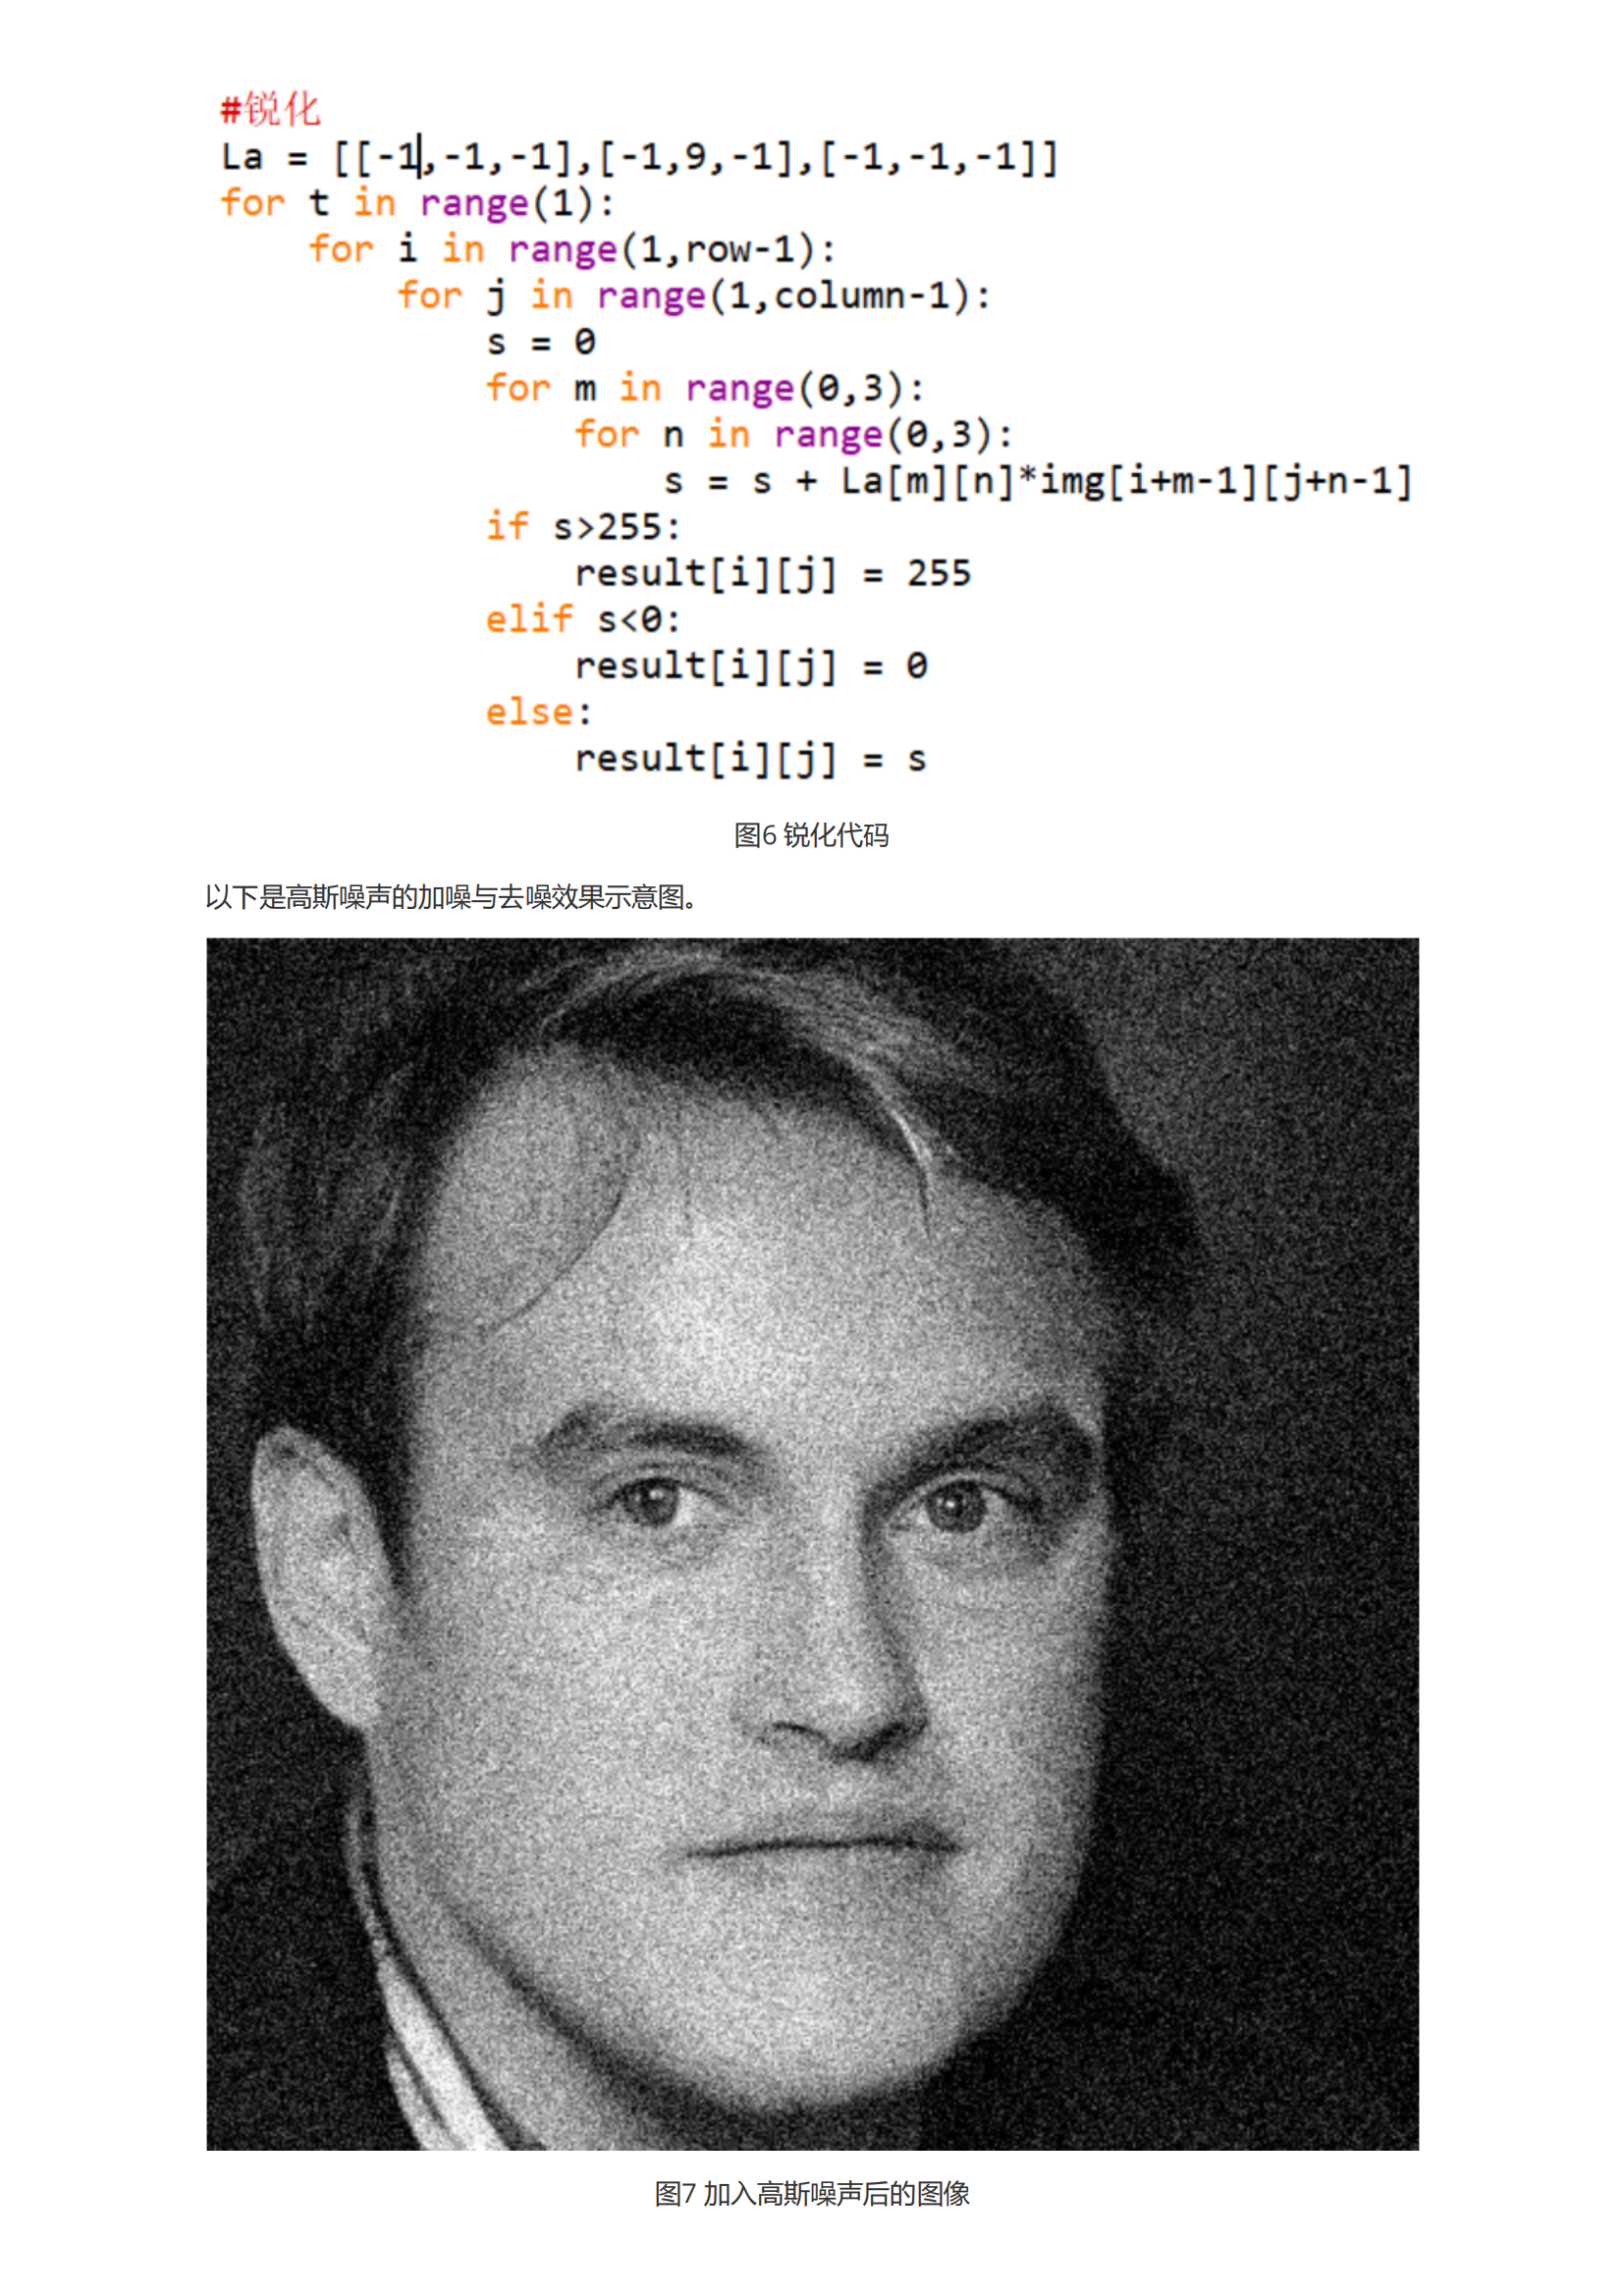 #锐化
La = [[-1,-1,-1],[-1,9,-1],[-1,-1,-1]]
for t in range(1):
    for i in range(1,row-1):
        for j in range(1,column-1):
            s = 0
            for m in range(0,3):
                for n in range(0,3):
                    s = s + La[m][n]*img[i+m-1][j+n-1]
            if s>255:
                result[i][j] = 255
            elif s<0:
                result[i][j] = 0
            else:
                result[i][j] = s
图6 锐化代码
以下是高斯噪声的加噪与去噪效果示意图。
图7 加入高斯噪声后的图像